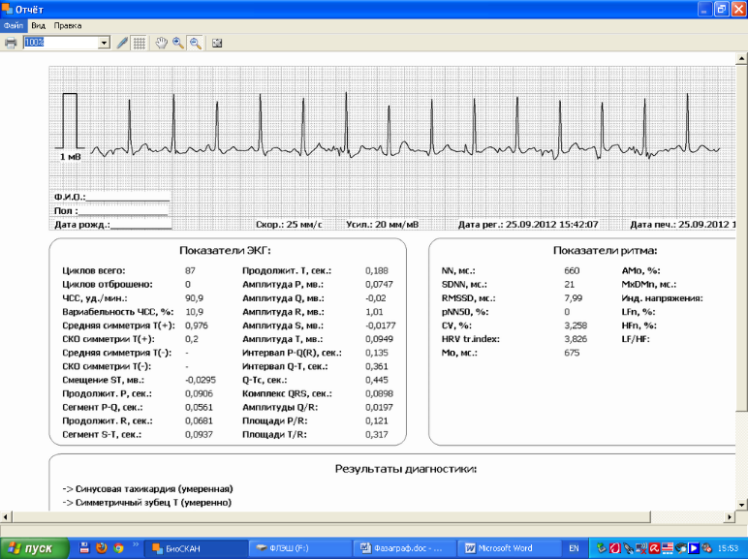 Отчёт
Файл Вид Правка
100%
1 мВ
Ф.И.О.:
Пол :
Дата рожд.: Скор.: 25 мм/с Усил.: 20 мм/мВ Дата рег.: 25.09.2012 15:42:07 Дата печ.: 25.09.2012 1
Показатели ЭКГ:
Циклов всего: 87 Продолжит. T, сек.: 0,188
Циклов отброшено: 0 Амплитуда P, мв.: 0,0747
ЧСС, уд./мин.: 90,9 Амплитуда Q, мв.: -0,02
Вариабельность ЧСС, %: 10,9 Амплитуда R, мв.: 1,01
Средняя симметрия T(+): 0,976 Амплитуда S, мв.: -0,0177
СКО симметрии T(+): 0,2 Амплитуда T, мв.: 0,0949
Средняя симметрия T(-): - Интервал P-Q(R), сек.: 0,135
СКО симметрии T(-): - Интервал Q-T, сек.: 0,361
Смещение ST, мв.: -0,0295 Q-Tc, сек.: 0,445
Продолжит. P, сек.: 0,0906 Комплекс QRS, сек.: 0,0898
Сегмент P-Q, сек.: 0,0561 Амплитуды Q/R: 0,0197
Продолжит. R, сек.: 0,0681 Площади P/R: 0,121
Сегмент S-T, сек.: 0,0937 Площади T/R: 0,317
Показатели ритма:
NN, мс.: 660 АМо, %:
SDNN, мс.: 21 MxDMn, мс.:
RMSSD, мс.: 7,99 Инд. напряжения:
pNN50, %: 0 LFn, %:
CV, %: 3,258 HFn, %:
HRV tr.index: 3,826 LF/HF:
Mo, мс.: 675
Результаты диагностики:
-> Синусовая тахикардия (умеренная)
-> Симметричный зубец T (умеренно)
пуск БиоСКАН ФЛЭШ (F:) Фазаграф.doc - ... Microsoft Word EN 15:53